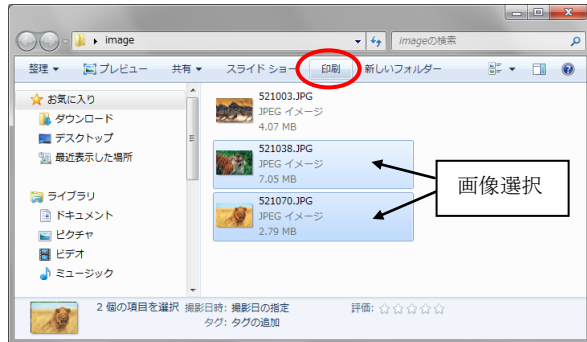 image
imageの検索
整理 プレビュー 共有 スライド ショー 印刷 新しいフォルダー
お気に入り
ダウンロード
デスクトップ
最近表示した場所
ライブラリ
ドキュメント
ピクチャ
ビデオ
ミュージック
521003.JPG
JPEG イメージ
4.07 MB
521038.JPG
JPEG イメージ
7.05 MB
521070.JPG
JPEG イメージ
2.79 MB
画像選択
2 個の項目を選択 撮影日時: 撮影日の指定 評価:
タグ: タグの追加